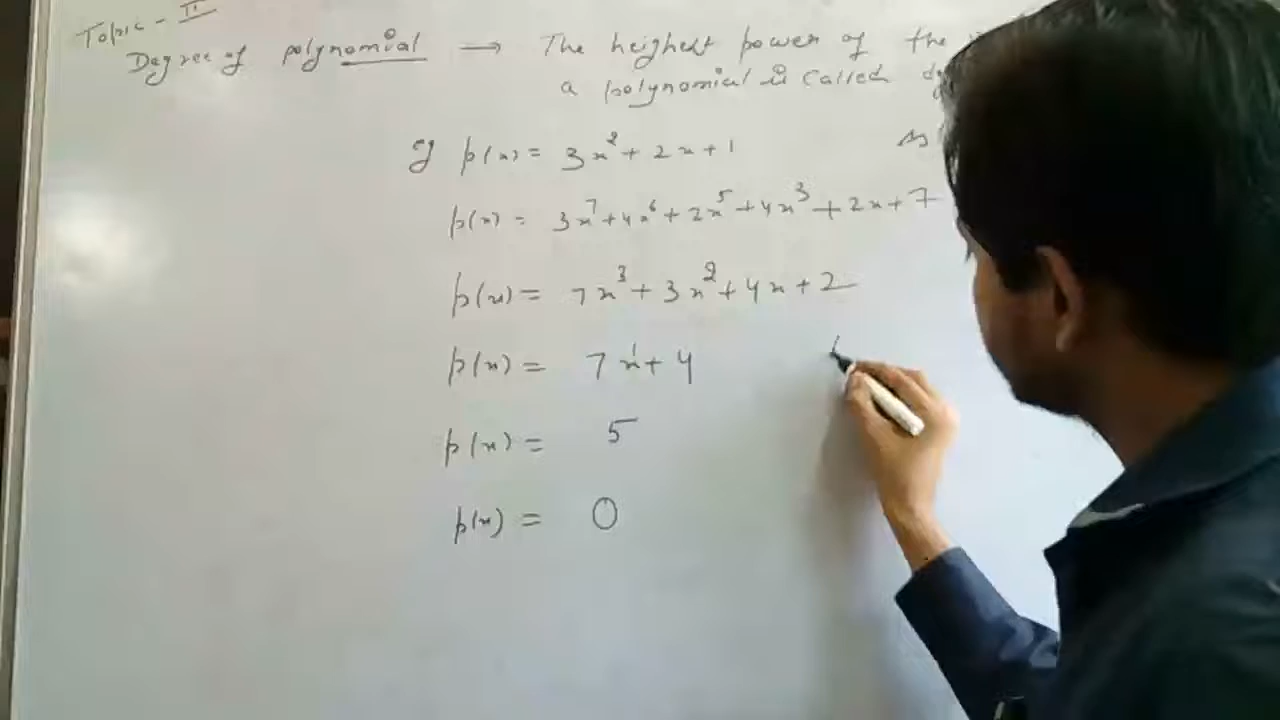 Topic - II
Degree of polynomial → The heighest power of the
a polynomial is called
eg p(x) = 3x² + 2x + 1
p(x) = 3x⁷ + 4x⁶ + 2x⁵ + 4x³ + 2x + 7
p(x) = 7x³ + 3x² + 4x + 2
p(x) = 7x¹ + 4
p(x) = 5
p(x) = 0